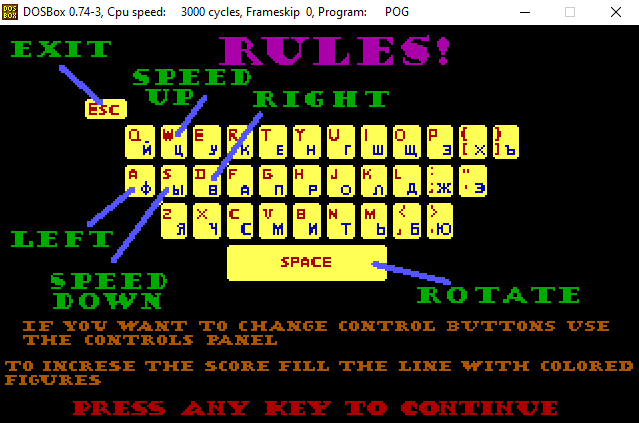 DOSBox 0.74-3, Cpu speed: 3000 cycles, Frameskip 0, Program: POG
EXIT
RULES!
SPEED
UP
RIGHT
ESC
Q Й W Ц E У R К T Е Y Н U Г I Ш O Щ P З { [ Х } ] Ъ
A Ф S Ы D В F А G П H Р J О K Л L Д : ; Ж " ' Э
Z Я X Ч C С V М B И N Т M Ь < , Б > . Ю
LEFT
SPACE
SPEED
DOWN
ROTATE
IF YOU WANT TO CHANGE CONTROL BUTTONS USE
THE CONTROLS PANEL
TO INCRESE THE SCORE FILL THE LINE WITH COLORED
FIGURES
PRESS ANY KEY TO CONTINUE